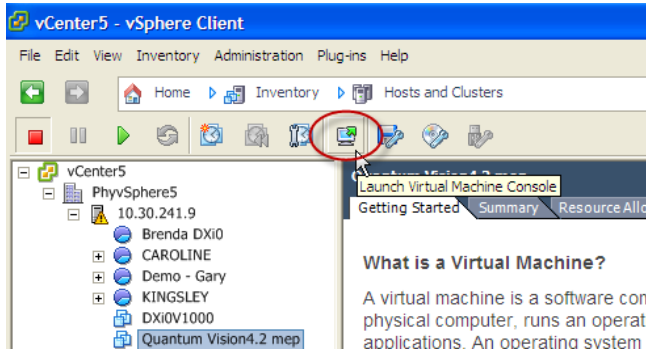 vCenter5 - vSphere Client
File Edit View Inventory Administration Plug-ins Help
Home Inventory Hosts and Clusters
Launch Virtual Machine Console
Getting Started Summary Resource Allo
vCenter5
PhyvSphere5
10.30.241.9
Brenda DXi0
CAROLINE
Demo - Gary
KINGSLEY
DXi0V1000
Quantum Vision4.2 mep
What is a Virtual Machine?
A virtual machine is a software com
physical computer, runs an operat
applications. An operating system